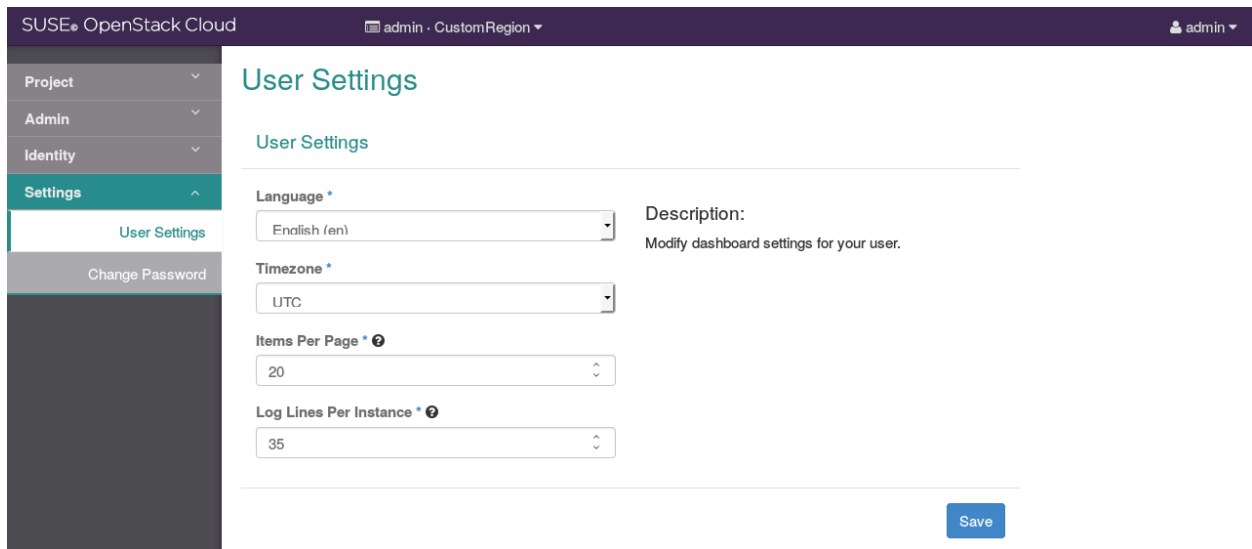 SUSE® OpenStack Cloud
admin · CustomRegion
admin
Project
Admin
Identity
Settings
User Settings
Change Password
User Settings
User Settings
Language *
English (en)
Timezone *
UTC
Items Per Page *
20
Log Lines Per Instance *
35
Description:
Modify dashboard settings for your user.
Save